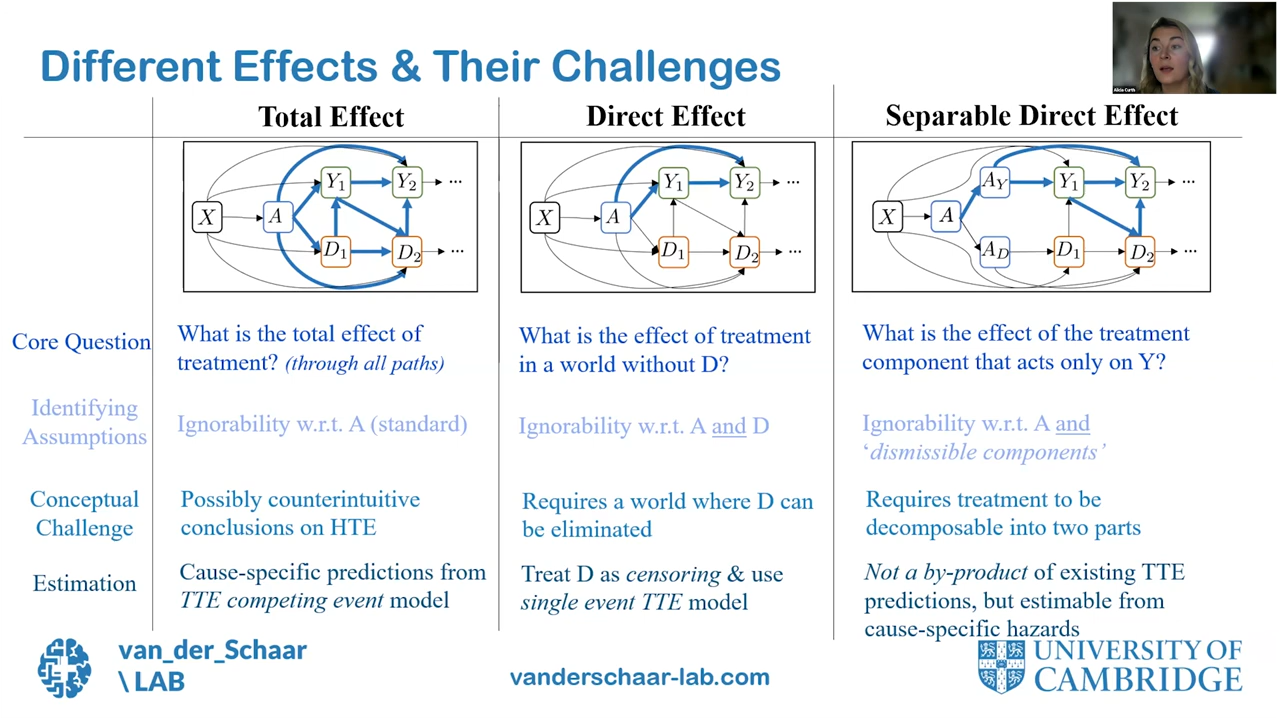 Different Effects & Their Challenges
Alicia Curth
Total Effect
Direct Effect
Separable Direct Effect
X A Y1 Y2 ... D1 D2 ...
X A Y1 Y2 ... D1 D2 ...
X A AY Y1 Y2 ... AD D1 D2 ...
Core Question
What is the total effect of
treatment? (through all paths)
What is the effect of treatment
in a world without D?
What is the effect of the treatment
component that acts only on Y?
Identifying
Assumptions
Ignorability w.r.t. A (standard)
Ignorability w.r.t. A and D
Ignorability w.r.t. A and
‘dismissible components’
Conceptual
Challenge
Possibly counterintuitive
conclusions on HTE
Requires a world where D can
be eliminated
Requires treatment to be
decomposable into two parts
Estimation
Cause-specific predictions from
TTE competing event model
Treat D as censoring & use
single event TTE model
Not a by-product of existing TTE
predictions, but estimable from
cause-specific hazards
van_der_Schaar
\ LAB
vanderschaar-lab.com
UNIVERSITY OF
CAMBRIDGE